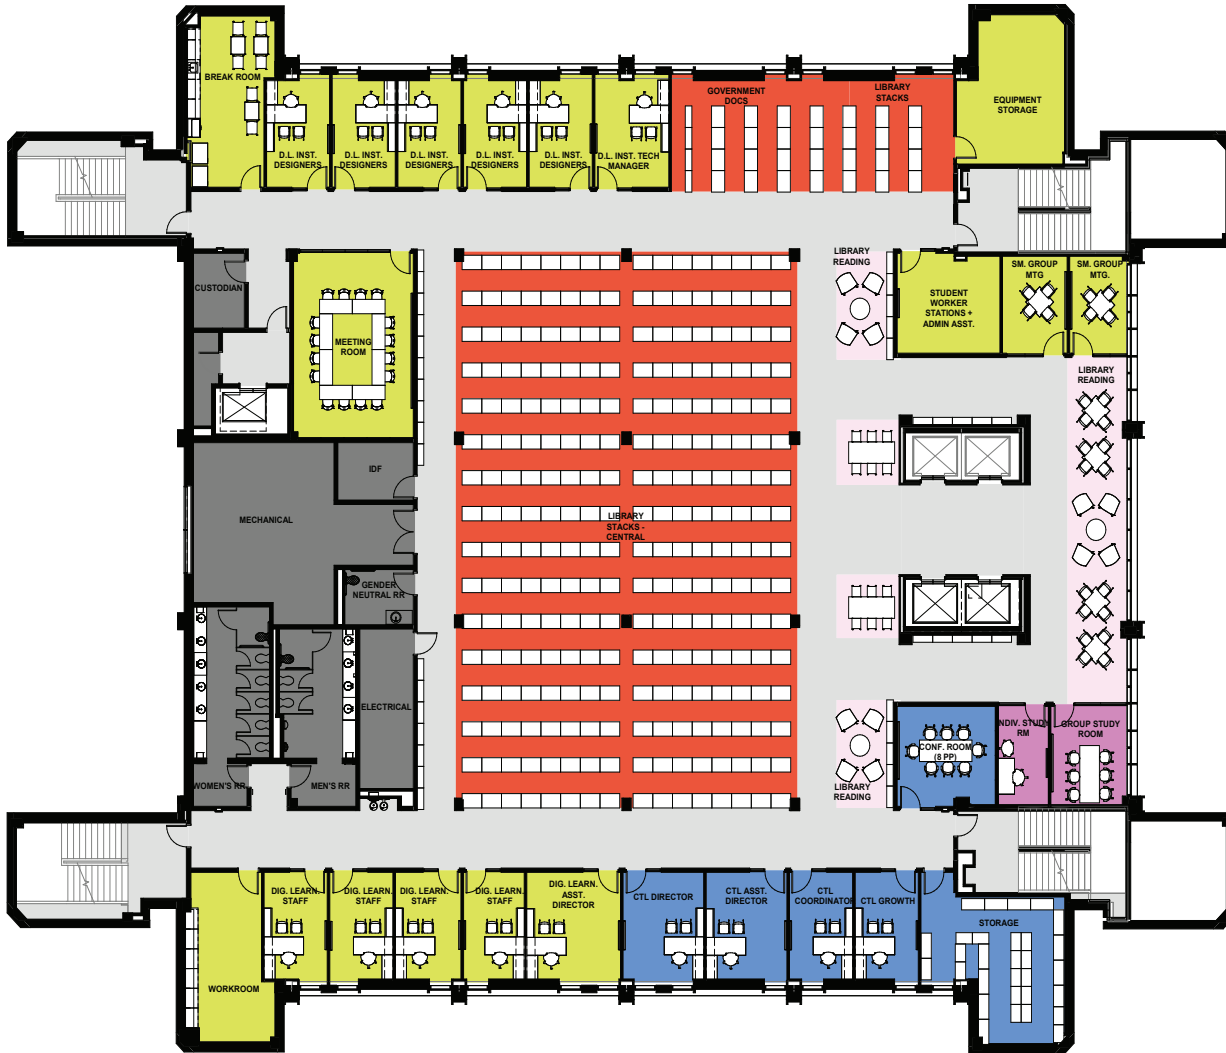 BREAK ROOM
D.L. INST.
DESIGNERS
D.L. INST.
DESIGNERS
D.L. INST.
DESIGNERS
D.L. INST.
DESIGNERS
D.L. INST.
DESIGNERS
D.L. INST. TECH
MANAGER
GOVERNMENT
DOCS
LIBRARY
STACKS
EQUIPMENT
STORAGE
CUSTODIAN
MEETING
ROOM
LIBRARY
READING
STUDENT
WORKER
STATIONS +
ADMIN ASST.
SM. GROUP
MTG
SM. GROUP
MTG.
LIBRARY
READING
IDF
MECHANICAL
LIBRARY
STACKS -
CENTRAL
GENDER
NEUTRAL RR
ELECTRICAL
WOMEN'S RR
MEN'S RR
LIBRARY
READING
CONF. ROOM
(8 PP)
NDIV. STUDY
RM
GROUP STUDY
ROOM
WORKROOM
DIG. LEARN.
STAFF
DIG. LEARN.
STAFF
DIG. LEARN.
STAFF
DIG. LEARN.
STAFF
DIG. LEARN.
ASST.
DIRECTOR
CTL DIRECTOR
CTL ASST.
DIRECTOR
CTL
COORDINATOR
CTL GROWTH
STORAGE